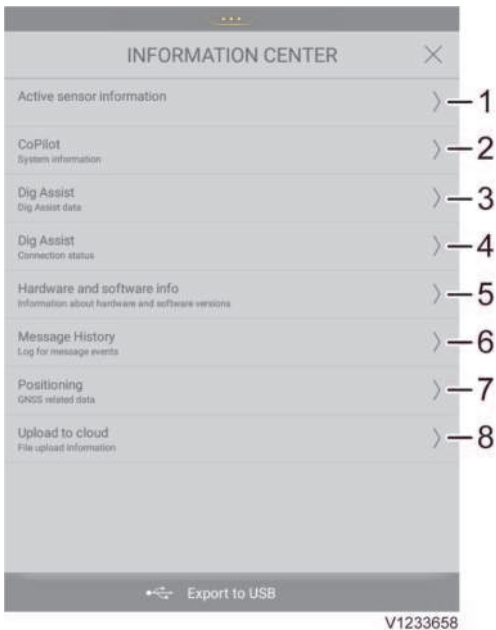 INFORMATION CENTER
Active sensor information
1
CoPilot
System information
2
Dig Assist
Dig Assist data
3
Dig Assist
Connection status
4
Hardware and software info
Information about hardware and software versions
5
Message History
Log for message events
6
Positioning
GNSS related data
7
Upload to cloud
File upload information
8
Export to USB
V1233658